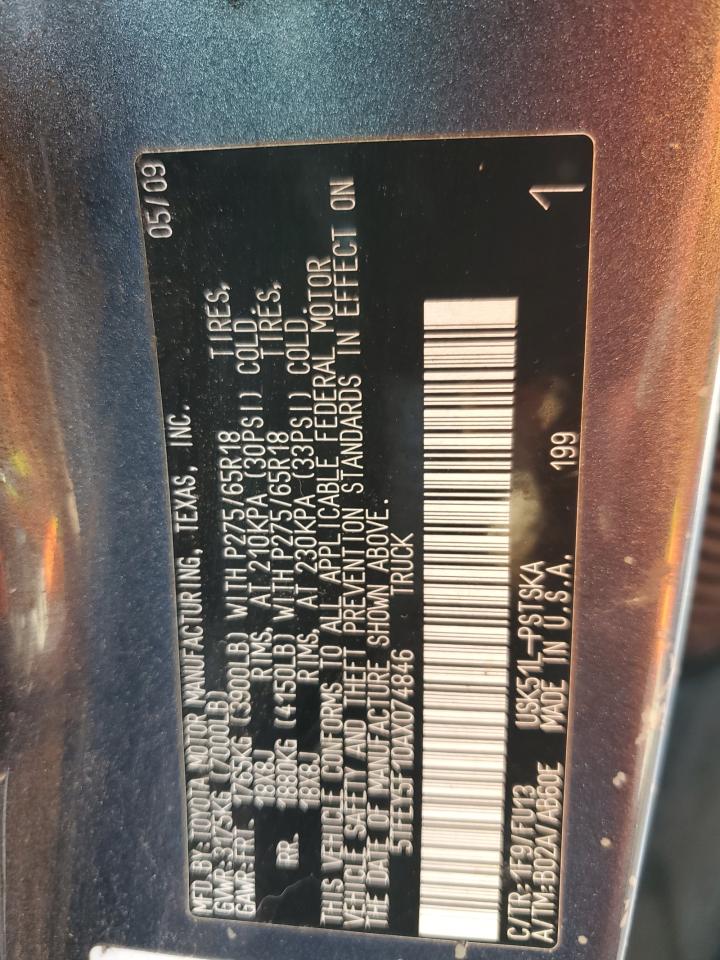 MFD BY: TOYOTA MOTOR MANUFACTURING, TEXAS, INC. 05/09
GVWR: 3175KG (7000LB)
GAWR: FRT 1765KG (3900LB) WITH P275/65R18 TIRES,
18X8J RIMS, AT 210KPA (30PSI) COLD.
RR. 1880KG (4150LB) WITH P275/65R18 TIRES,
18X8J RIMS, AT 230KPA (33PSI) COLD.
THIS VEHICLE CONFORMS TO ALL APPLICABLE FEDERAL MOTOR
VEHICLE SAFETY AND THEFT PREVENTION STANDARDS IN EFFECT ON
THE DATE OF MANUFACTURE SHOWN ABOVE.
TRUCK
C/TR: 1F9/FU13 USK51L-PSTSKA 199 1
A/TM: B02A/AB60E MADE IN U.S.A.